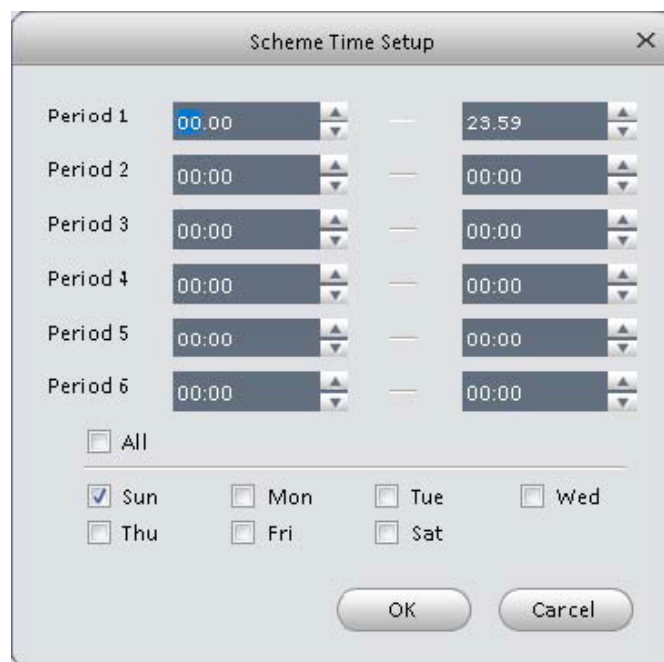 Scheme Time Setup
Period 1 00.00 — 23.59
Period 2 00:00 — 00:00
Period 3 00:00 — 00:00
Period 4 00:00 — 00:00
Period 5 00:00 — 00:00
Period 6 00:00 — 00:00
All
Sun Mon Tue Wed
Thu Fri Sat
OK Carcel